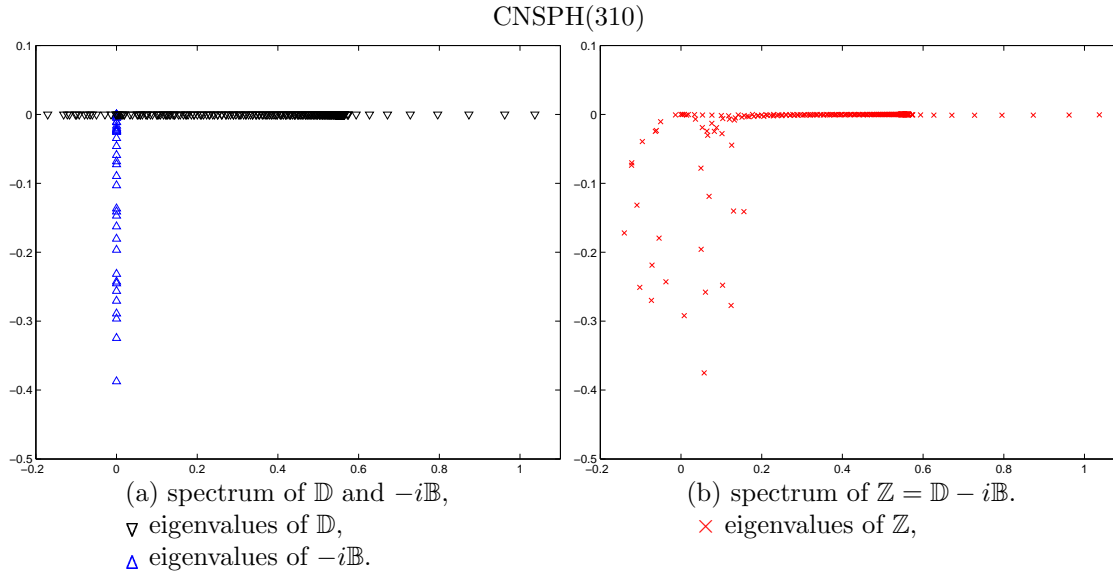 CNSPH(310)
0.1
0
−0.1
−0.2
−0.3
−0.4
−0.5
−0.2 0 0.2 0.4 0.6 0.8 1
0.1
0
−0.1
−0.2
−0.3
−0.4
−0.5
−0.2 0 0.2 0.4 0.6 0.8 1
(a) spectrum of 𝔻 and −i𝔹,
▽ eigenvalues of 𝔻,
△ eigenvalues of −i𝔹.
(b) spectrum of ℤ = 𝔻 − i𝔹.
× eigenvalues of ℤ,